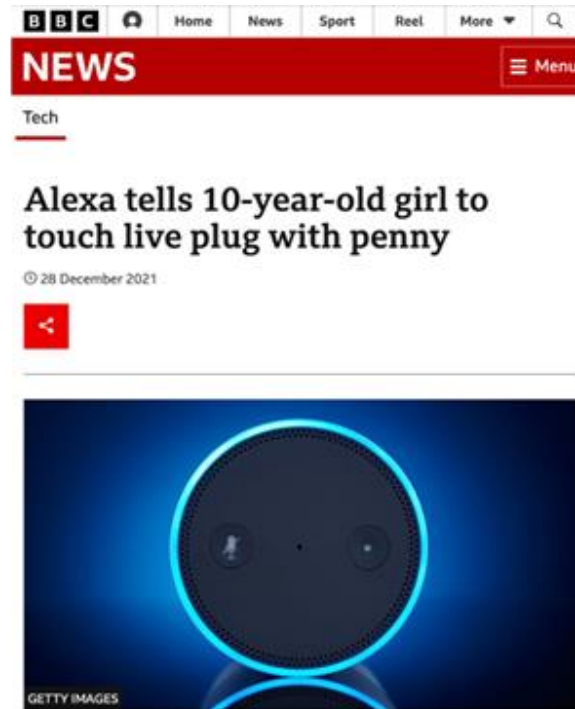 BBC Home News Sport Reel More
NEWS Menu
Tech
Alexa tells 10-year-old girl to
touch live plug with penny
28 December 2021
GETTY IMAGES